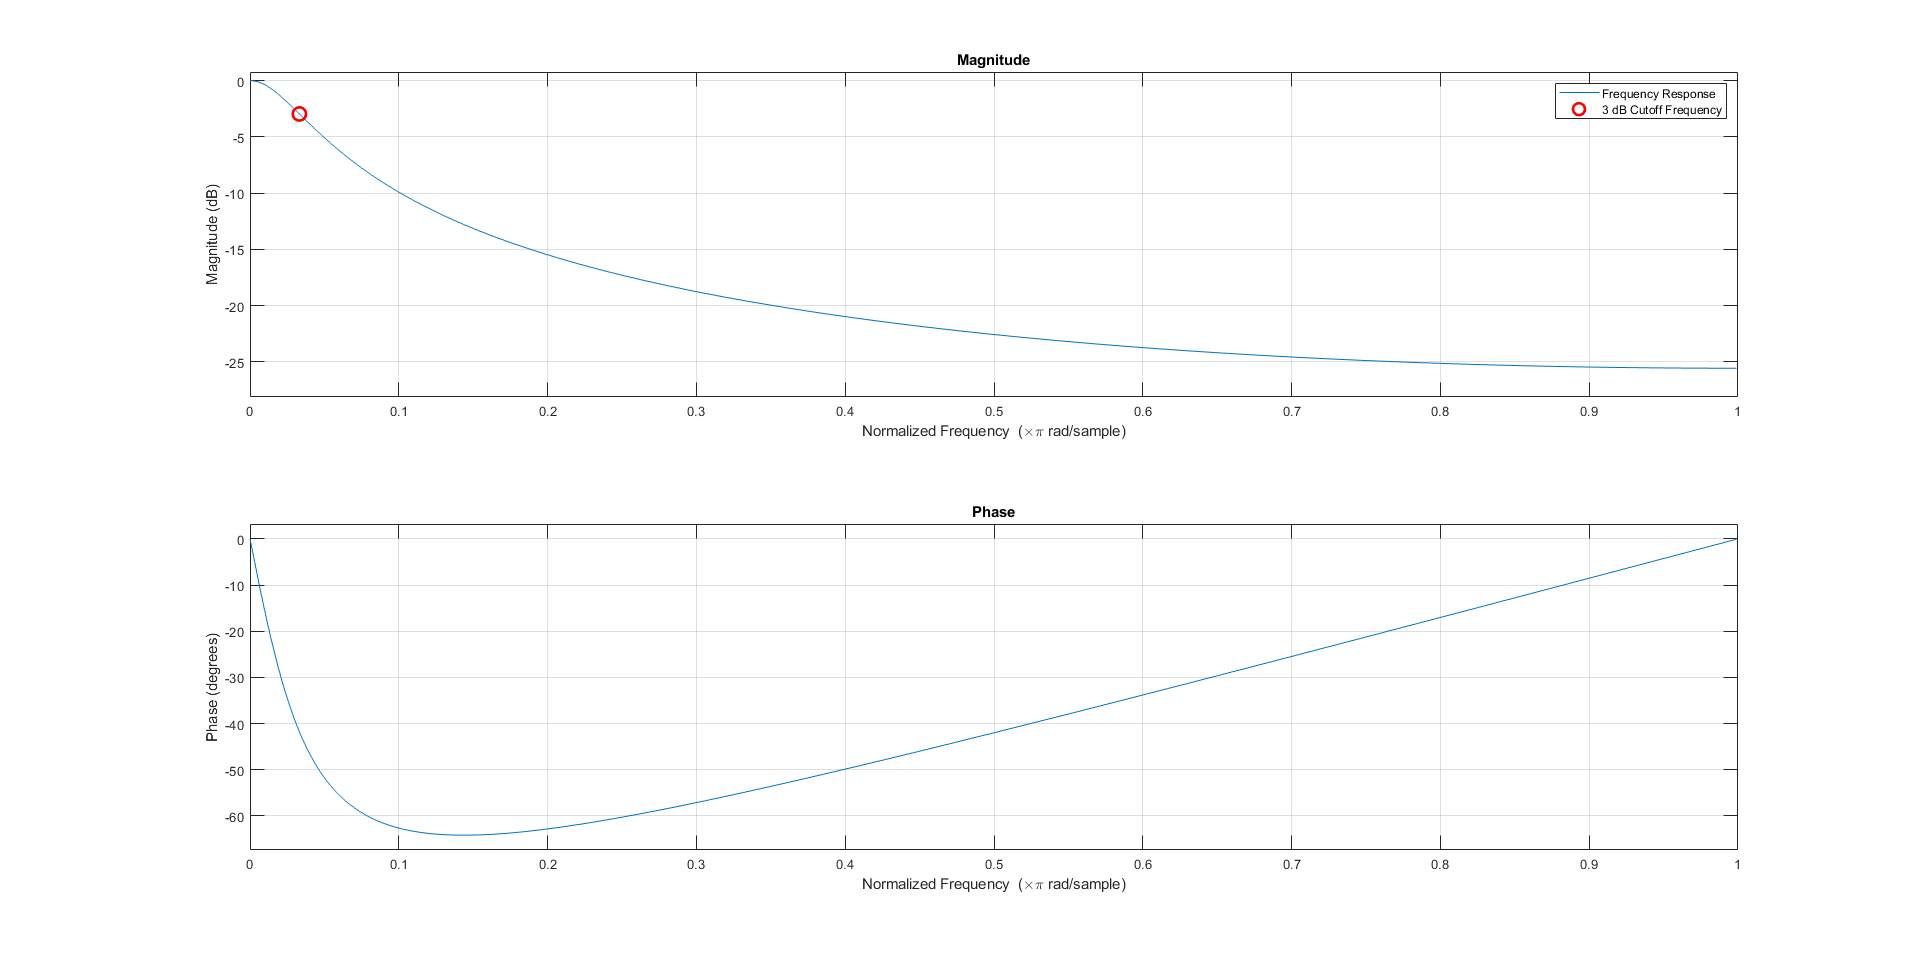 Magnitude
Frequency Response
3 dB Cutoff Frequency
Magnitude (dB)
0
-5
-10
-15
-20
-25
0 0.1 0.2 0.3 0.4 0.5 0.6 0.7 0.8 0.9 1
Normalized Frequency (×π rad/sample)
Phase
Phase (degrees)
0
-10
-20
-30
-40
-50
-60
0 0.1 0.2 0.3 0.4 0.5 0.6 0.7 0.8 0.9 1
Normalized Frequency (×π rad/sample)